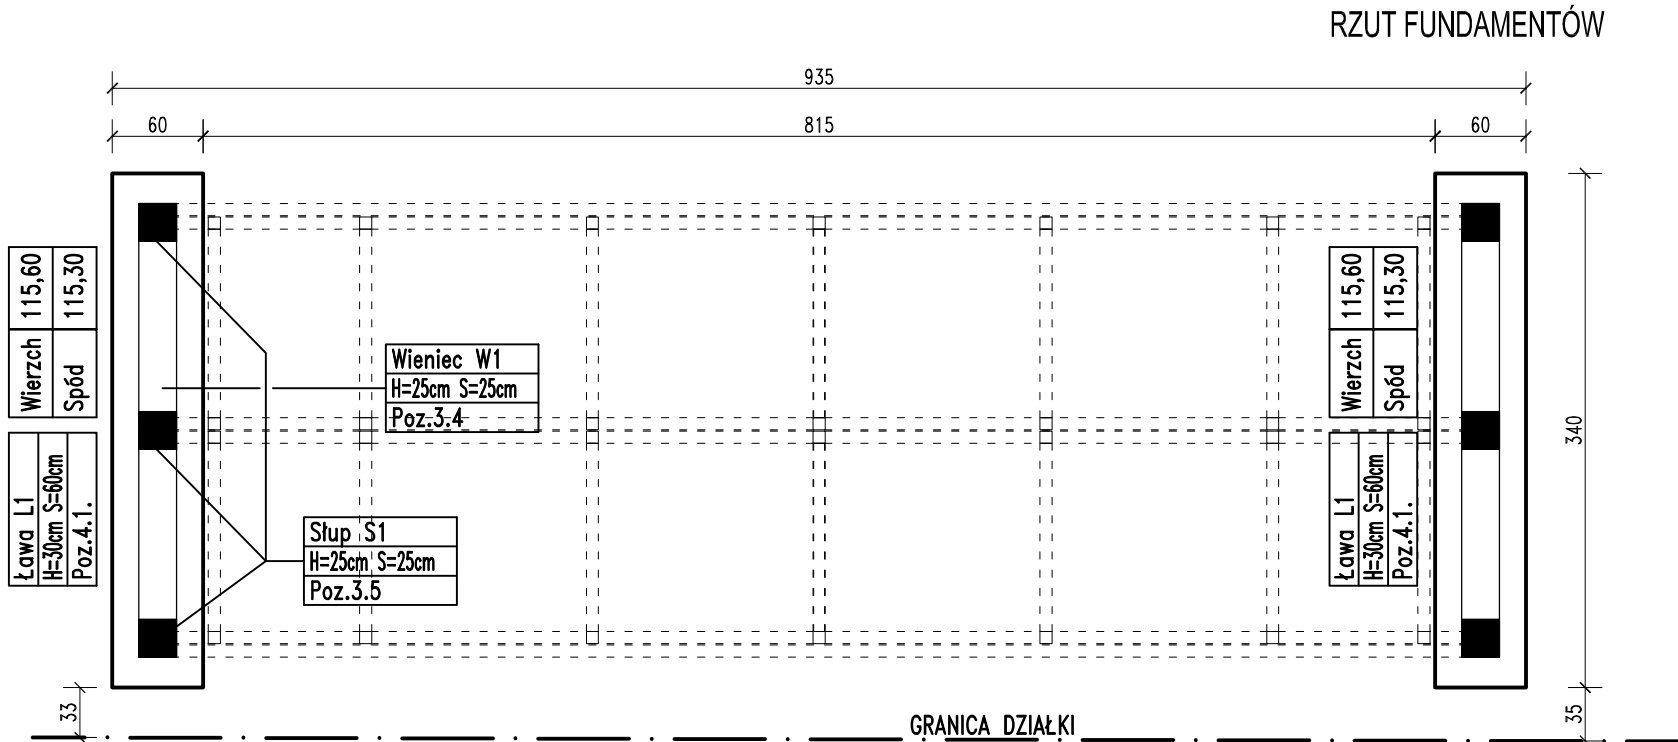 RZUT FUNDAMENTÓW
935
60
815
60
Wierzch 115,60
Spód 115,30
Ława L1
H=30cm S=60cm
Poz.4.1.
Wieniec W1
H=25cm S=25cm
Poz.3.4
Słup S1
H=25cm S=25cm
Poz.3.5
Wierzch 115,60
Spód 115,30
Ława L1
H=30cm S=60cm
Poz.4.1.
340
33
35
GRANICA DZIAŁKI